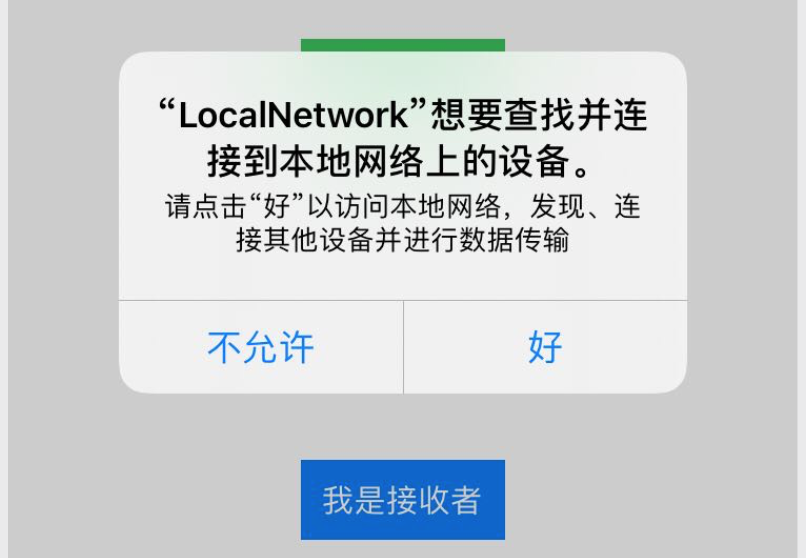 “LocalNetwork”想要查找并连
接到本地网络上的设备。
请点击“好”以访问本地网络，发现、连
接其他设备并进行数据传输
不允许
好
我是接收者